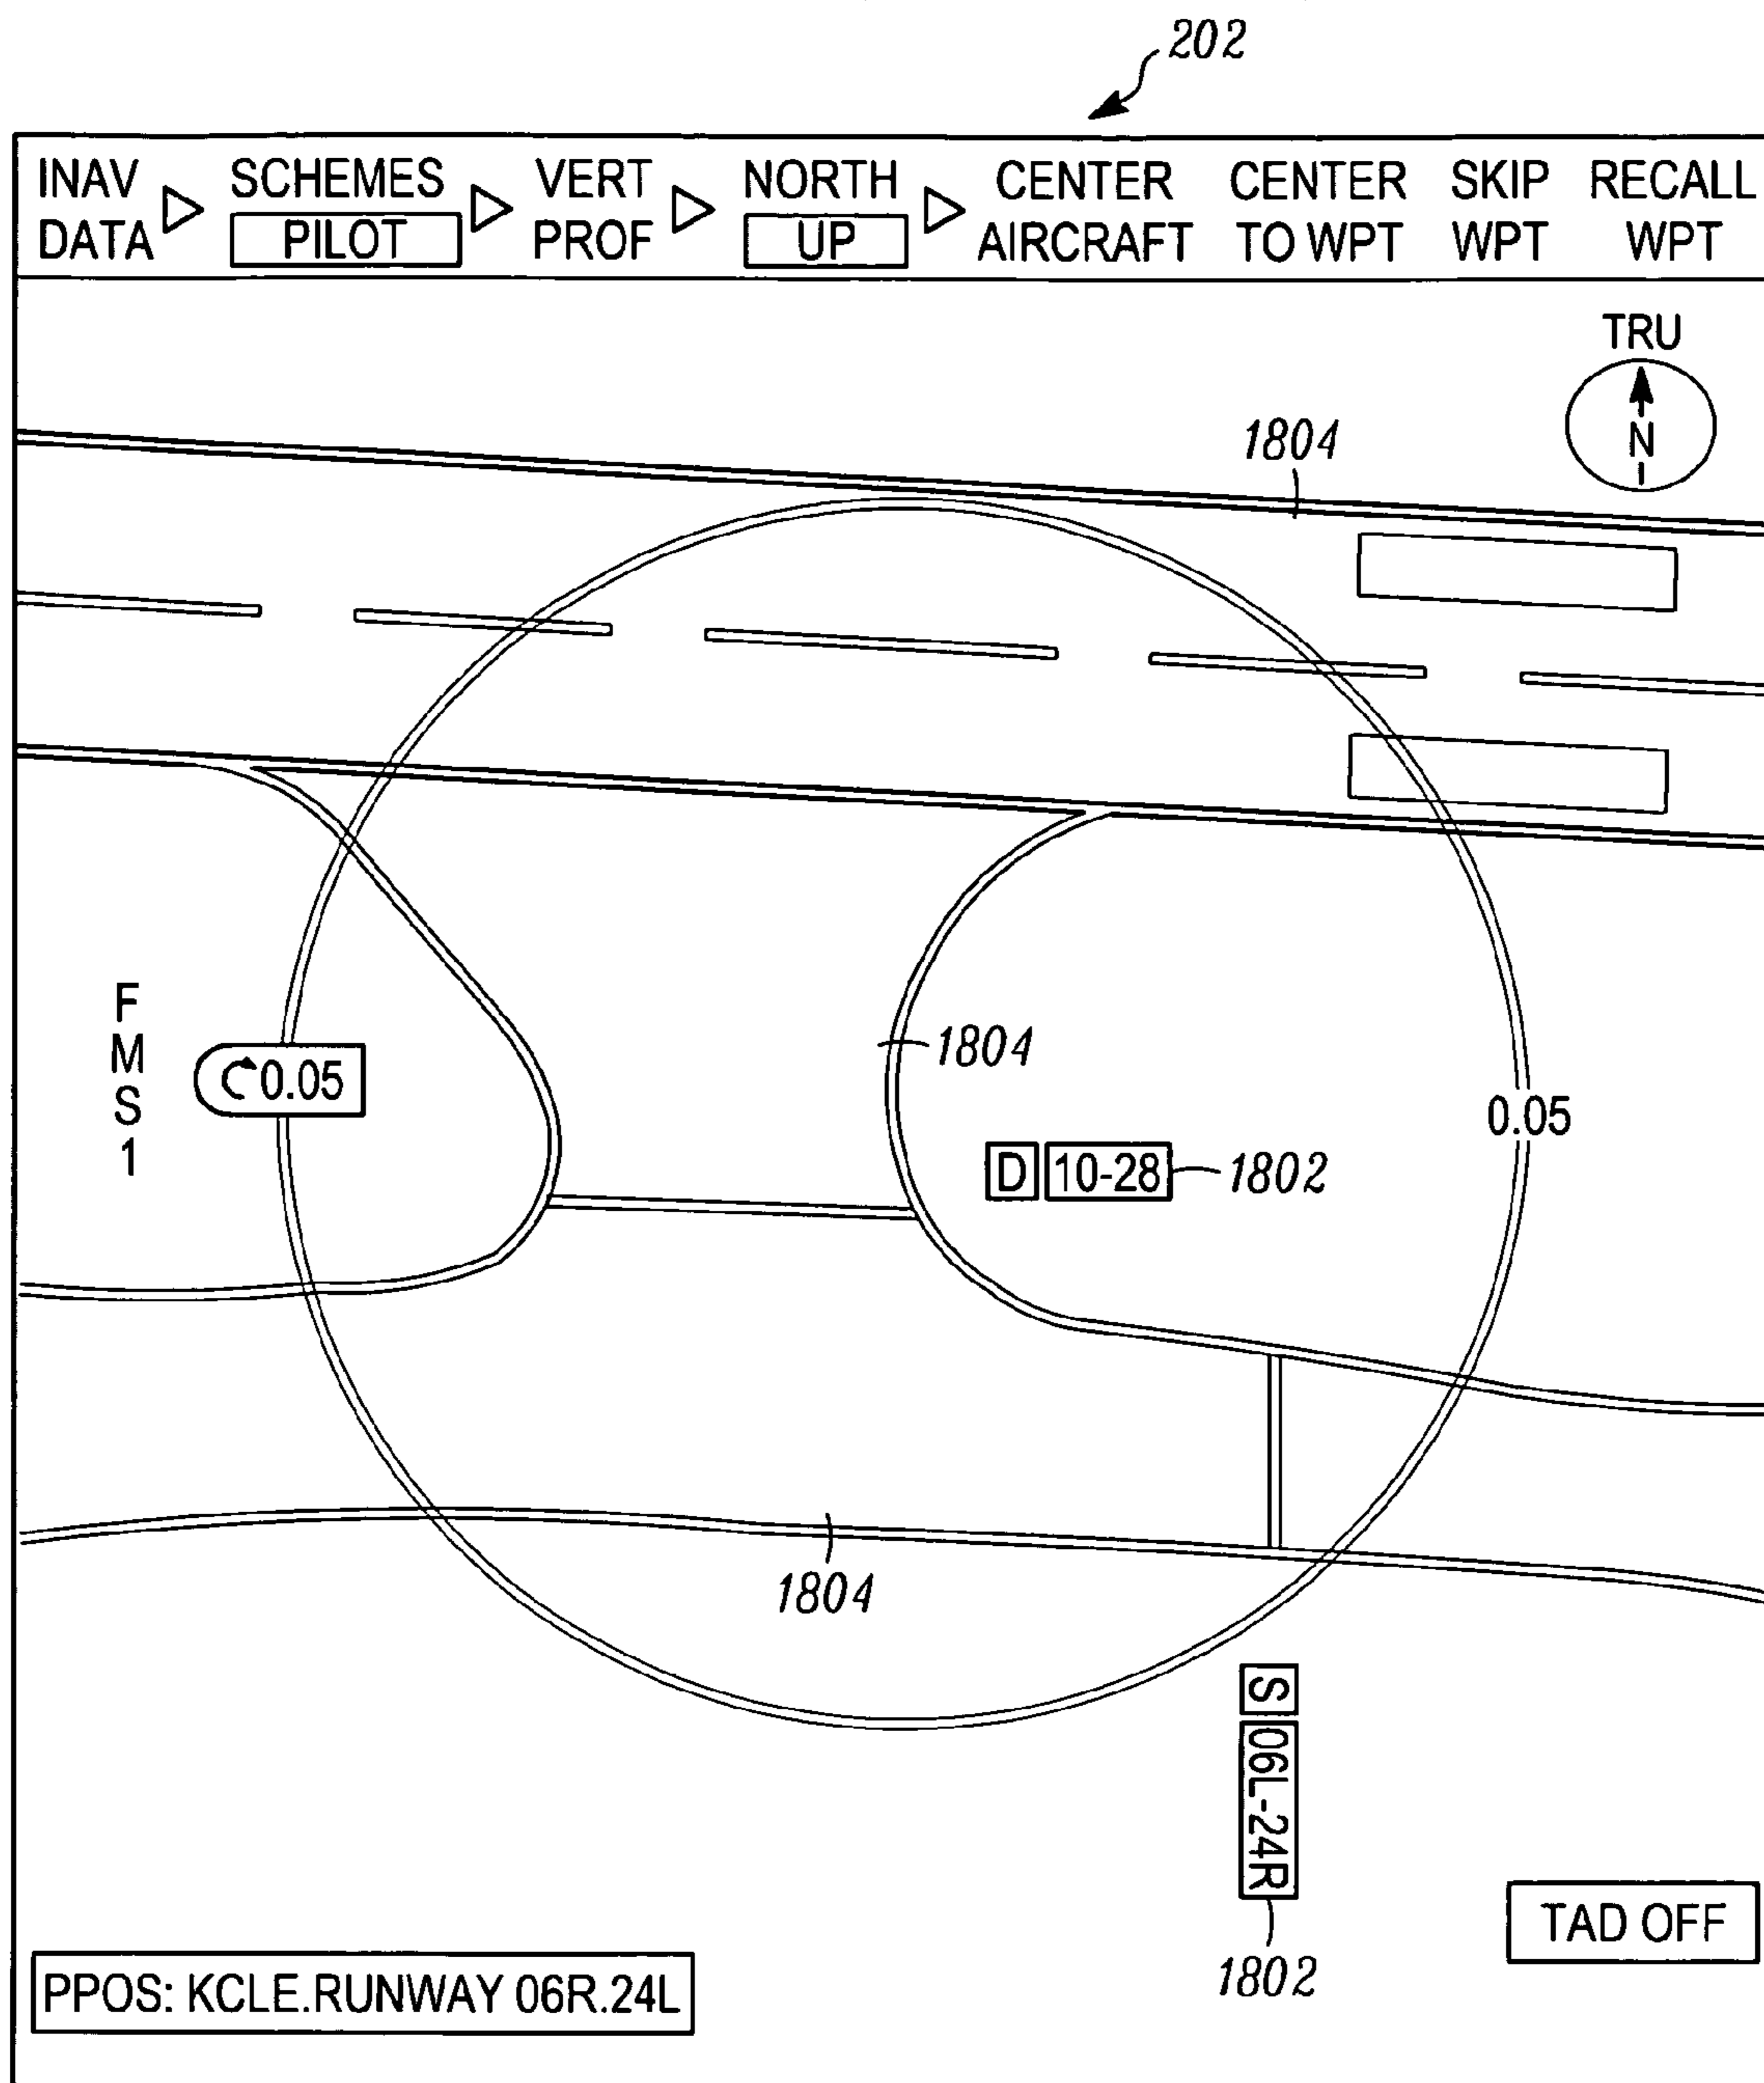 202
INAV DATA
SCHEMES PILOT
VERT PROF
NORTH UP
CENTER AIRCRAFT
CENTER TO WPT
SKIP WPT
RECALL WPT
TRU
N
1804
FMS1
0.05
1804
0.05
D 10-28 1802
1804
S 06L-24R
1802
TAD OFF
PPOS: KCLE.RUNWAY 06R.24L